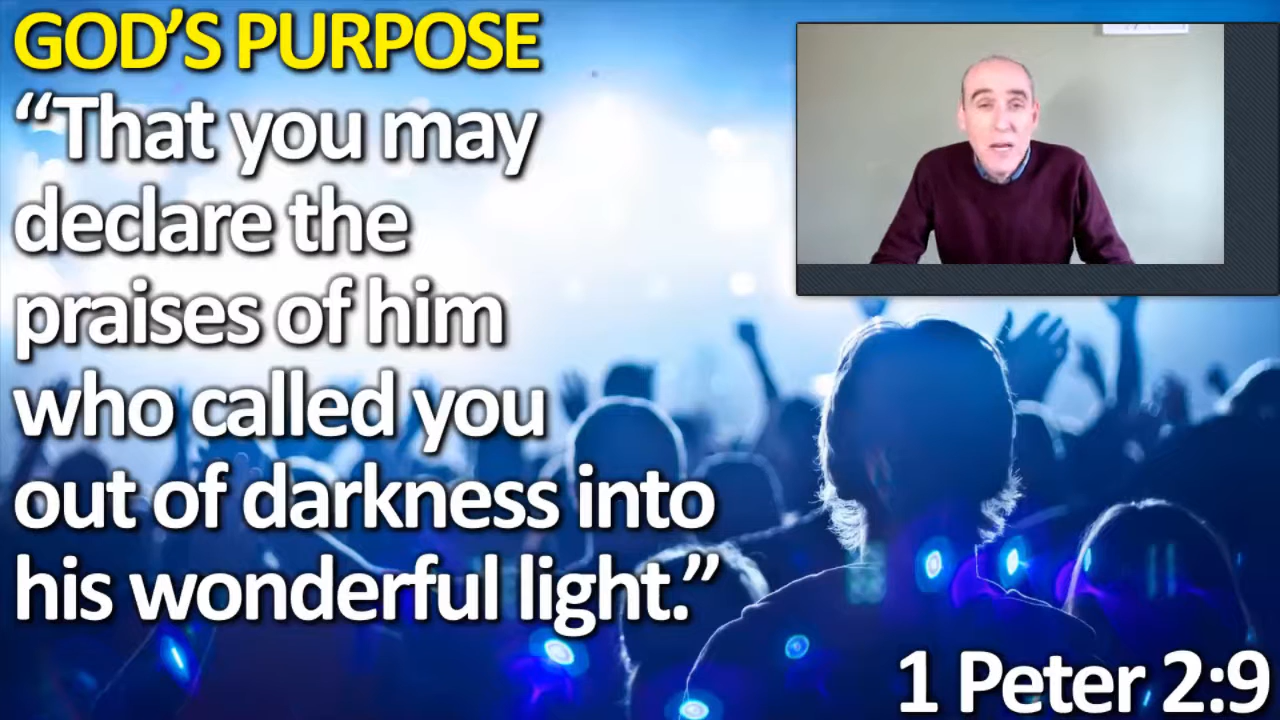 GOD’S PURPOSE
“That you may
declare the
praises of him
who called you
out of darkness into
his wonderful light.”
1 Peter 2:9